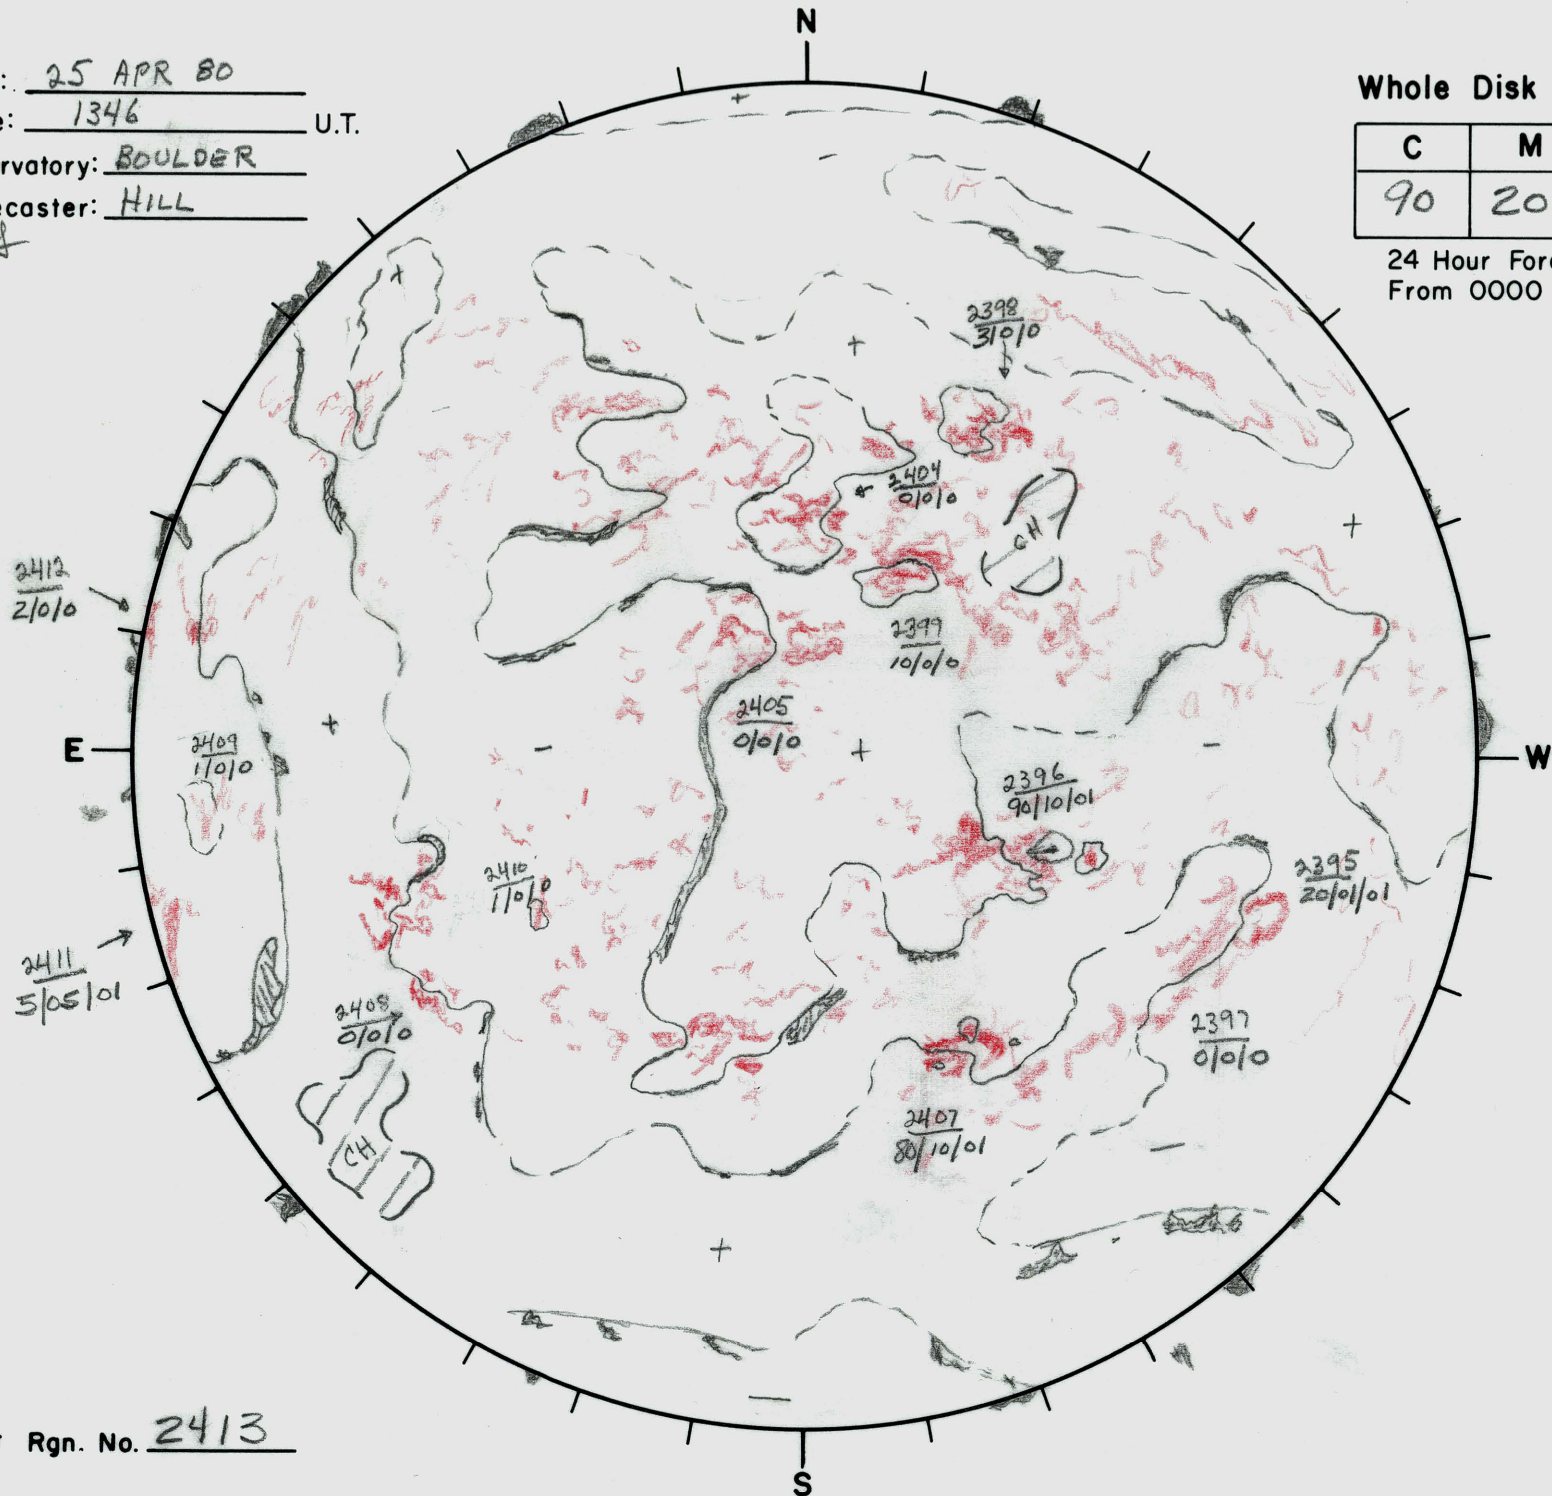 N
: 25 APR 80
e: 1346 U.T.
rvatory: BOULDER
ecaster: HILL
Whole Disk
C M
90 20
24 Hour Fore
From 0000
+
+
2398
3/0/0
+
2404
0/0/0
CH
+
2412
2/0/0
2399
10/0/0
2405
0/0/0
E
+
-
+
-
W
2409
1/0/0
2396
90/10/01
2410
1/0/0
2395
20/01/01
2411
5/05/01
2408
0/0/0
2397
0/0/0
2407
80/10/01
CH
-
+
-
Rgn. No. 2413
S